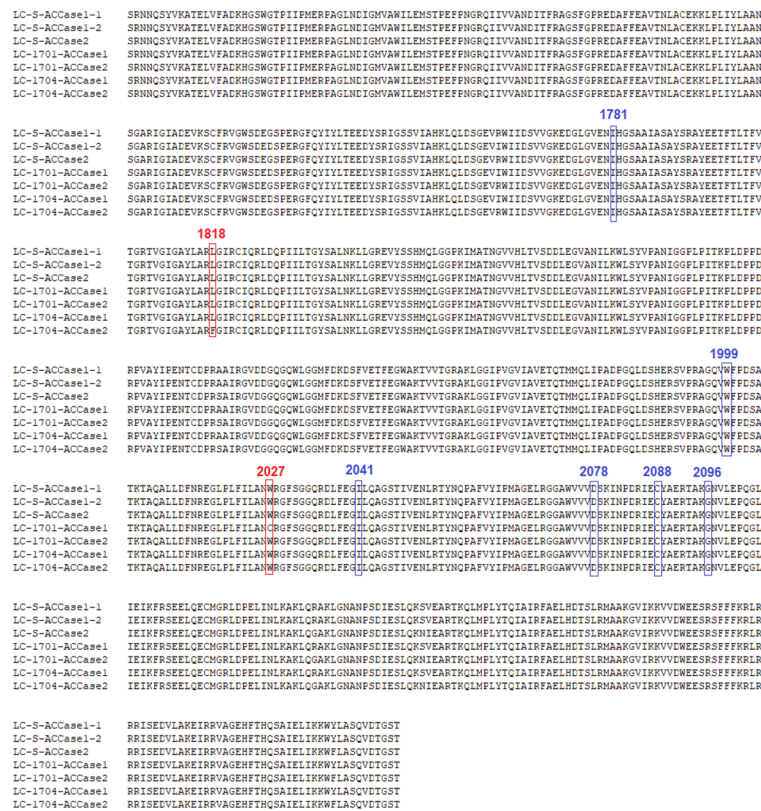 LC-S-ACCase1-1 SRNNQSYVKATELVFADKHGSWGTPIIPMERPAGLNDIGMVAWILEMSTPEFPNGRQIIVVANDITFRAGSFGPREDAFFEAVTNLACEKKLPLIYLAAN
LC-S-ACCase1-2 SRNNQSYVKATELVFADKHGSWGTPIIPMERPAGLNDIGMVAWILEMSTPEFPNGRQIIVVANDITFRAGSFGPREDAFFEAVTNLACEKKLPLIYLAAN
LC-S-ACCase2 SRNNQSYVKATELVFADKHGSWGTPIIPMERPAGLNDIGMVAWILEMSTPEFPNGRQIIVVANDITFRAGSFGPREDAFFEAVTNLACEKKLPLIYLAAN
LC-1701-ACCase1 SRNNQSYVKATELVFADKHGSWGTPIIPMERPAGLNDIGMVAWILEMSTPEFPNGRQIIVVANDITFRAGSFGPREDAFFEAVTNLACEKKLPLIYLAAN
LC-1701-ACCase2 SRNNQSYVKATELVFADKHGSWGTPIIPMERPAGLNDIGMVAWILEMSTPEFPNGRQIIVVANDITFRAGSFGPREDAFFEAVTNLACEKKLPLIYLAAN
LC-1704-ACCase1 SRNNQSYVKATELVFADKHGSWGTPIIPMERPAGLNDIGMVAWILEMSTPEFPNGRQIIVVANDITFRAGSFGPREDAFFEAVTNLACEKKLPLIYLAAN
LC-1704-ACCase2 SRNNQSYVKATELVFADKHGSWGTPIIPMERPAGLNDIGMVAWILEMSTPEFPNGRQIIVVANDITFRAGSFGPREDAFFEAVTNLACEKKLPLIYLAAN
1781
LC-S-ACCase1-1 SGARIGIADEVKSCFRVGWSDEGSPERGFQYIYLTEEDYSRIGSSVIAHKLQLDSGEVRWIIDSVVGKEDGLGVENIHGSAAIASAYSRAYEETFTLTFV
LC-S-ACCase1-2 SGARIGIADEVKSCFRVGWSDEGSPERGFQYIYLTEEDYSRIGSSVIAHKLQLDSGEVRWIIDSVVGKEDGLGVENIHGSAAIASAYSRAYEETFTLTFV
LC-S-ACCase2 SGARIGIADEVKSCFRVGWSDEGSPERGFQYIYLTEEDYSRIGSSVIAHKLQLDSGEVRWIIDSVVGKEDGLGVENIHGSAAIASAYSRAYEETFTLTFV
LC-1701-ACCase1 SGARIGIADEVKSCFRVGWSDEGSPERGFQYIYLTEEDYSRIGSSVIAHKLQLDSGEVRWIIDSVVGKEDGLGVENIHGSAAIASAYSRAYEETFTLTFV
LC-1701-ACCase2 SGARIGIADEVKSCFRVGWSDEGSPERGFQYIYLTEEDYSRIGSSVIAHKLQLDSGEVRWIIDSVVGKEDGLGVENIHGSAAIASAYSRAYEETFTLTFV
LC-1704-ACCase1 SGARIGIADEVKSCFRVGWSDEGSPERGFQYIYLTEEDYSRIGSSVIAHKLQLDSGEVRWIIDSVVGKEDGLGVENIHGSAAIASAYSRAYEETFTLTFV
LC-1704-ACCase2 SGARIGIADEVKSCFRVGWSDEGSPERGFQYIYLTEEDYSRIGSSVIAHKLQLDSGEVRWIIDSVVGKEDGLGVENIHGSAAIASAYSRAYEETFTLTFV
1818
LC-S-ACCase1-1 TGRTVGIGAYLARLGIRCIQRLDQPIILTGYSALNKLLGREVYSSHMQLGGPKIMATNGVVHLTVSDDLEGVANILKWLSYVPANIGGPLPITKPLDPPD
LC-S-ACCase1-2 TGRTVGIGAYLARLGIRCIQRLDQPIILTGYSALNKLLGREVYSSHMQLGGPKIMATNGVVHLTVSDDLEGVANILKWLSYVPANIGGPLPITKPLDPPD
LC-S-ACCase2 TGRTVGIGAYLARLGIRCIQRLDQPIILTGYSALNKLLGREVYSSHMQLGGPKIMATNGVVHLTVSDDLEGVANILKWLSYVPANIGGPLPITKPLDPPD
LC-1701-ACCase1 TGRTVGIGAYLARLGIRCIQRLDQPIILTGYSALNKLLGREVYSSHMQLGGPKIMATNGVVHLTVSDDLEGVANILKWLSYVPANIGGPLPITKPLDPPD
LC-1701-ACCase2 TGRTVGIGAYLARLGIRCIQRLDQPIILTGYSALNKLLGREVYSSHMQLGGPKIMATNGVVHLTVSDDLEGVANILKWLSYVPANIGGPLPITKPLDPPD
LC-1704-ACCase1 TGRTVGIGAYLARLGIRCIQRLDQPIILTGYSALNKLLGREVYSSHMQLGGPKIMATNGVVHLTVSDDLEGVANILKWLSYVPANIGGPLPITKPLDPPD
LC-1704-ACCase2 TGRTVGIGAYLARFGIRCIQRLDQPIILTGYSALNKLLGREVYSSHMQLGGPKIMATNGVVHLTVSDDLEGVANILKWLSYVPANIGGPLPITKPLDPPD
1999
LC-S-ACCase1-1 RPVAYIPENTCDPRAAIRGVDDGQGQWLGGMFDKDSFVETFEGWAKTVVTGRAKLGGIPVGVIAVETQTMMQLIPADPGQLDSHERSVPRAGQVWFPDSA
LC-S-ACCase1-2 RPVAYIPENTCDPRAAIRGVDDGQGQWLGGMFDKDSFVETFEGWAKTVVTGRAKLGGIPVGVIAVETQTMMQLIPADPGQLDSHERSVPRAGQVWFPDSA
LC-S-ACCase2 RPVAYIPENTCDPRAAIRGVDDGQGQWLGGMFDKDSFVETFEGWAKTVVTGRAKLGGIPVGVIAVETQTMMQLIPADPGQLDSHERSVPRAGQVWFPDSA
LC-1701-ACCase1 RPVAYIPENTCDPRAAIRGVDDGQGQWLGGMFDKDSFVETFEGWAKTVVTGRAKLGGIPVGVIAVETQTMMQLIPADPGQLDSHERSVPRAGQVWFPDSA
LC-1701-ACCase2 RPVAYIPENTCDPRAAIRGVDDGQGQWLGGMFDKDSFVETFEGWAKTVVTGRAKLGGIPVGVIAVETQTMMQLIPADPGQLDSHERSVPRAGQVWFPDSA
LC-1704-ACCase1 RPVAYIPENTCDPRAAIRGVDDGQGQWLGGMFDKDSFVETFEGWAKTVVTGRAKLGGIPVGVIAVETQTMMQLIPADPGQLDSHERSVPRAGQVWFPDSA
LC-1704-ACCase2 RPVAYIPENTCDPRSAIRGVDDGQGQWLGGMFDKDSFVETFEGWAKTVVTGRAKLGGIPVGVIAVETQTMMQLIPADPGQLDSHERSVPRAGQVWFPDSA
2027 2041 2078 2088 2096
LC-S-ACCase1-1 TKTAQALLDFNREGLPLFILANWRGFSGGQRDLFEGILQAGSTIVENLRTYNQPAFVYIPMAGELRGGAWVVVDSKINPDRIECYAERTAKGNVLEPQGL
LC-S-ACCase1-2 TKTAQALLDFNREGLPLFILANWRGFSGGQRDLFEGILQAGSTIVENLRTYNQPAFVYIPMAGELRGGAWVVVDSKINPDRIECYAERTAKGNVLEPQGL
LC-S-ACCase2 TKTAQALLDFNREGLPLFILANWRGFSGGQRDLFEGILQAGSTIVENLRTYNQPAFVYIPMAGELRGGAWVVVDSKINPDRIECYAERTAKGNVLEPQGL
LC-1701-ACCase1 TKTAQALLDFNREGLPLFILANCRGFSGGQRDLFEGILQAGSTIVENLRTYNQPAFVYIPMAGELRGGAWVVVDSKINPDRIECYAERTAKGNVLEPQGL
LC-1701-ACCase2 TKTAQALLDFNREGLPLFILANWRGFSGGQRDLFEGILQAGSTIVENLRTYNQPAFVYIPMAGELRGGAWVVVDSKINPDRIECYAERTAKGNVLEPQGL
LC-1704-ACCase1 TKTAQALLDFNREGLPLFILANWRGFSGGQRDLFEGILQAGSTIVENLRTYNQPAFVYIPMAGELRGGAWVVVDSKINPDRIECYAERTAKGNVLEPQGL
LC-1704-ACCase2 TKTAQALLDFNREGLPLFILANWRGFSGGQRDLFEGILQAGSTIVENLRTYNQPAFVYIPMAGELRGGAWVVVDSKINPDRIECYAERTAKGNVLEPQGL
LC-S-ACCase1-1 IEIKFRSEELQECMGRLDPELINLKAKLQRAKLGNANPSDIESLQKSVEARTKQLMPLYTQIAIRFAELHDTSLRMAAKGVIKKVVDWEESRSFFFKRLR
LC-S-ACCase1-2 IEIKFRSEELQECMGRLDPELINLKAKLQRAKLGNANPSDIESLQKSVEARTKQLMPLYTQIAIRFAELHDTSLRMAAKGVIKKVVDWEESRSFFFKRLR
LC-S-ACCase2 IEIKFRSEELQECMGRLDPELINLKAKLQGAKLGNANPSDIESLQKNIEARTKQLMPLYTQIAIRFAELHDTSLRMAAKGVIKKVVDWEESRSFFFKRLR
LC-1701-ACCase1 IEIKFRSEELQECMGRLDPELINLKAKLQRAKLGNANPSDIESLQKSVEARTKQLMPLYTQIAIRFAELHDTSLRMAAKGVIKKVVDWEESRSFFFKRLR
LC-1701-ACCase2 IEIKFRSEELQECMGRLDPELINLKAKLQGAKLGNANPSDIESLQKNIEARTKQLMPLYTQIAIRFAELHDTSLRMAAKGVIKKVVDWEESRSFFFKRLR
LC-1704-ACCase1 IEIKFRSEELQECMGRLDPELINLKAKLQRAKLGNANPSDIESLQKSVEARTKQLMPLYTQIAIRFAELHDTSLRMAAKGVIKKVVDWEESRSFFFKRLR
LC-1704-ACCase2 IEIKFRSEELQECMGRLDPELINLKAKLQGAKLGNANPSDIESLQKNIEARTKQLMPLYTQIAIRFAELHDTSLRMAAKGVIKKVVDWEESRSFFFKRLR
LC-S-ACCase1-1 RRISEDVLAKEIRRVAGEHFTHQSAIELIKKWYLASQVDTGST
LC-S-ACCase1-2 RRISEDVLAKEIRRVAGEHFTHQSAIELIKKWYLASQVDTGST
LC-S-ACCase2 RRISEDVLAKEIRRVAGEHFTHQSAIELIKKWFLASQVDTGST
LC-1701-ACCase1 RRISEDVLAKEIRRVAGEHFTHQSAIELIKKWYLASQVDTGST
LC-1701-ACCase2 RRISEDVLAKEIRRVAGEHFTHQSAIELIKKWFLASQVDTGST
LC-1704-ACCase1 RRISEDVLAKEIRRVAGEHFTHQSAIELIKKWYLASQVDTGST
LC-1704-ACCase2 RRISEDVLAKEIRRVAGEHFTHQSAIELIKKWFLASQVDTGST